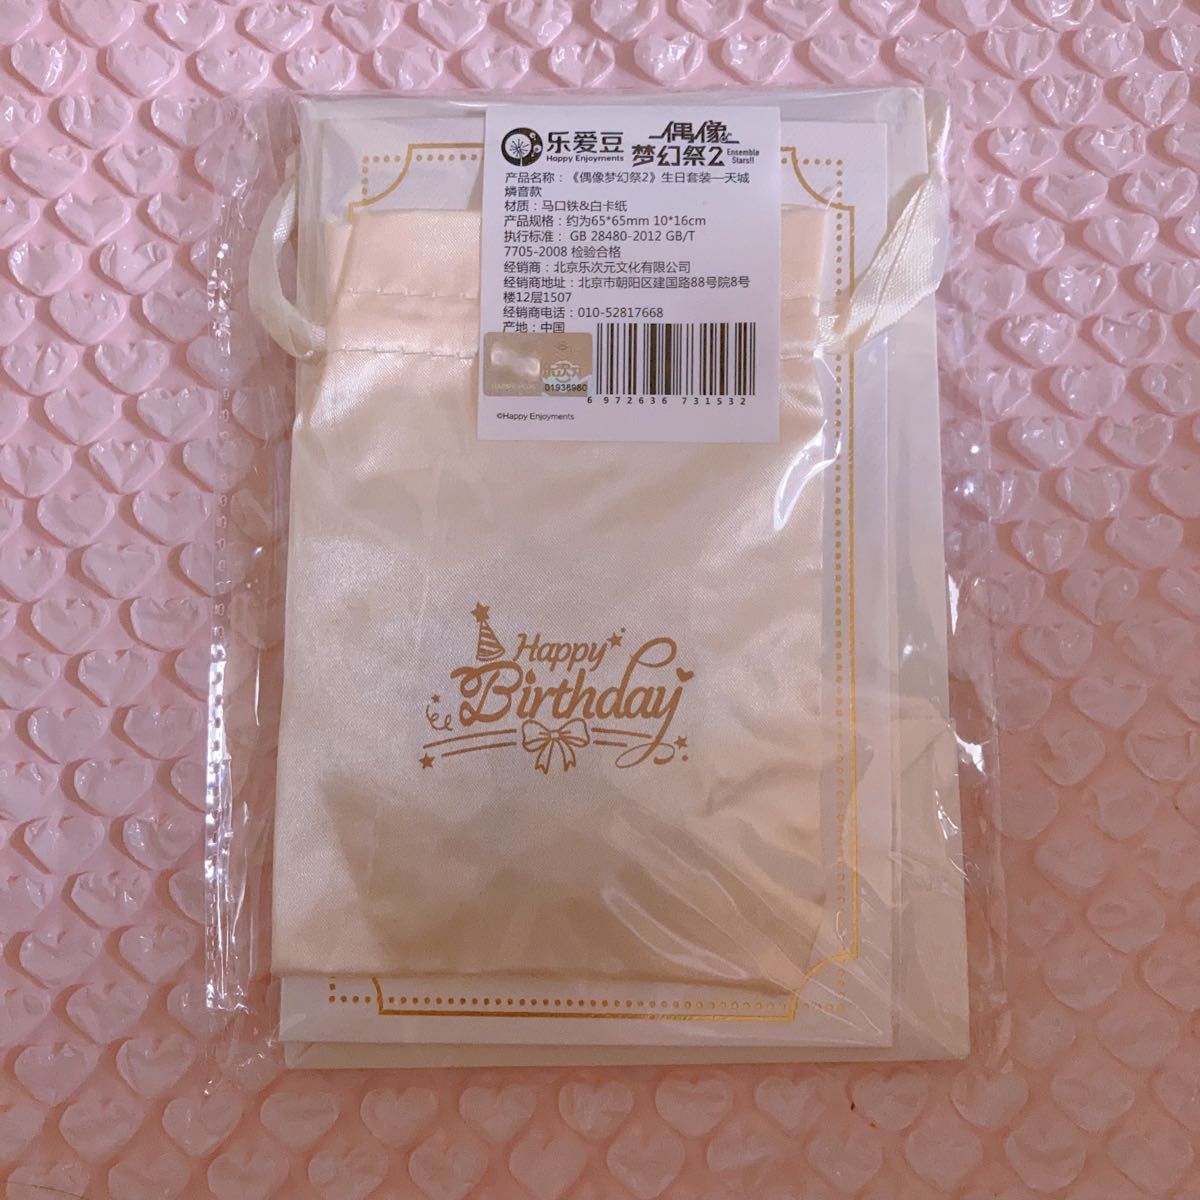 乐爱豆
Happy Enjoyments
偶像
梦幻祭2
Ensemble
Stars!!
产品名称：《偶像梦幻祭2》生日套装—天城
燐音款
材质：马口铁&白卡纸
产品规格：约为65*65mm 10*16cm
执行标准： GB 28480-2012 GB/T
7705-2008 检验合格
经销商：北京乐次元文化有限公司
经销商地址：北京市朝阳区建国路88号院8号
楼12层1507
经销商电话：010-52817668
产地：中国
乐次元
01938980
6 972636 731532
©Happy Enjoyments
Happy
Birthday